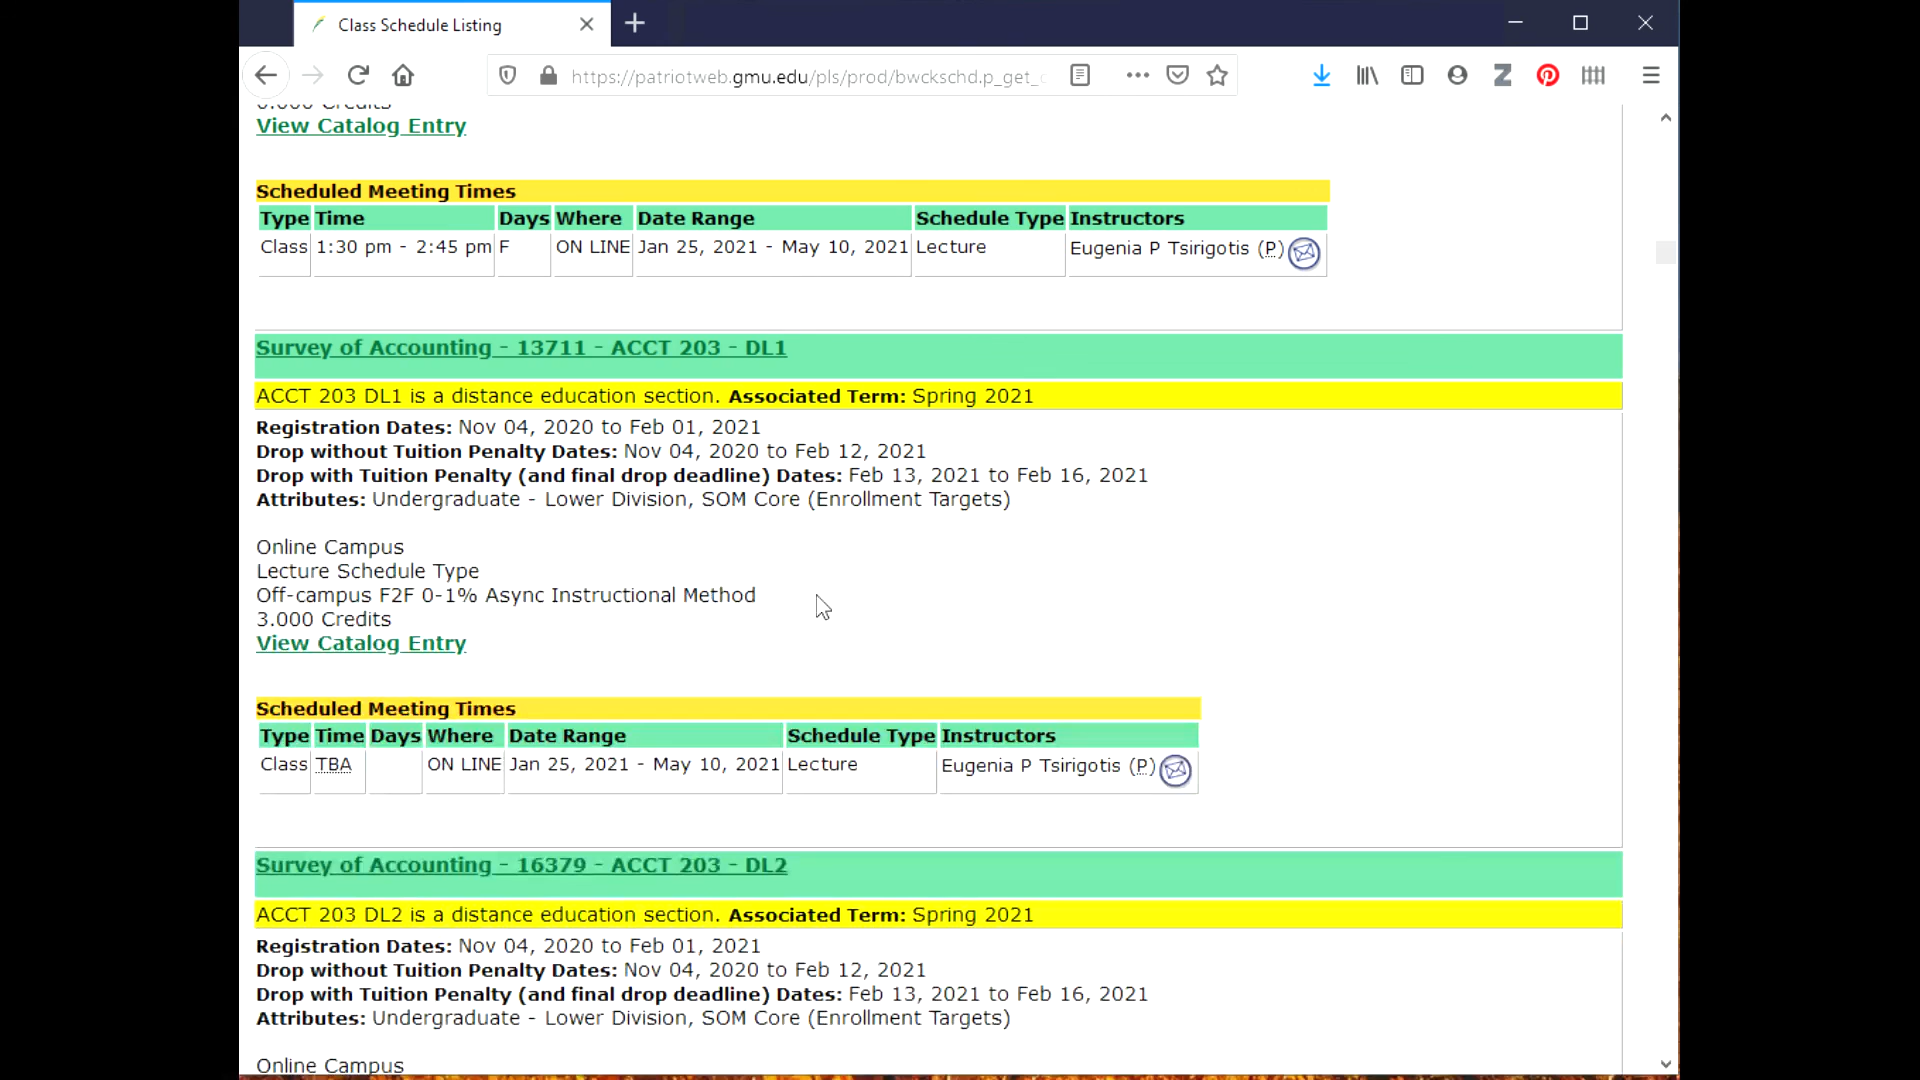 Class Schedule Listing
https://patriotweb.gmu.edu/pls/prod/bwckschd.p_get_
0.000 Credits
View Catalog Entry
Scheduled Meeting Times
Type Time Days Where Date Range Schedule Type Instructors
Class 1:30 pm - 2:45 pm F ON LINE Jan 25, 2021 - May 10, 2021 Lecture Eugenia P Tsirigotis (P)
Survey of Accounting - 13711 - ACCT 203 - DL1
ACCT 203 DL1 is a distance education section. Associated Term: Spring 2021
Registration Dates: Nov 04, 2020 to Feb 01, 2021
Drop without Tuition Penalty Dates: Nov 04, 2020 to Feb 12, 2021
Drop with Tuition Penalty (and final drop deadline) Dates: Feb 13, 2021 to Feb 16, 2021
Attributes: Undergraduate - Lower Division, SOM Core (Enrollment Targets)
Online Campus
Lecture Schedule Type
Off-campus F2F 0-1% Async Instructional Method
3.000 Credits
View Catalog Entry
Scheduled Meeting Times
Type Time Days Where Date Range Schedule Type Instructors
Class TBA ON LINE Jan 25, 2021 - May 10, 2021 Lecture Eugenia P Tsirigotis (P)
Survey of Accounting - 16379 - ACCT 203 - DL2
ACCT 203 DL2 is a distance education section. Associated Term: Spring 2021
Registration Dates: Nov 04, 2020 to Feb 01, 2021
Drop without Tuition Penalty Dates: Nov 04, 2020 to Feb 12, 2021
Drop with Tuition Penalty (and final drop deadline) Dates: Feb 13, 2021 to Feb 16, 2021
Attributes: Undergraduate - Lower Division, SOM Core (Enrollment Targets)
Online Campus